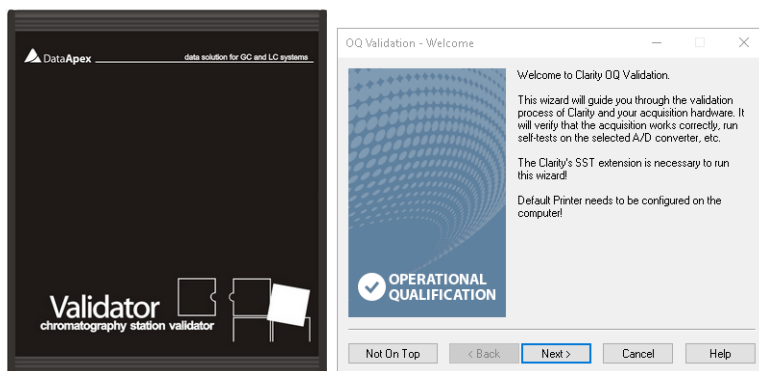 DataApex
data solution for GC and LC systems
Validator
chromatography station validator
OQ Validation - Welcome
Welcome to Clarity OQ Validation.
This wizard will guide you through the validation
process of Clarity and your acquisition hardware. It
will verify that the acquisition works correctly, run
self-tests on the selected A/D converter, etc.
The Clarity's SST extension is necessary to run
this wizard!
Default Printer needs to be configured on the
computer!
OPERATIONAL
QUALIFICATION
Not On Top
< Back
Next >
Cancel
Help